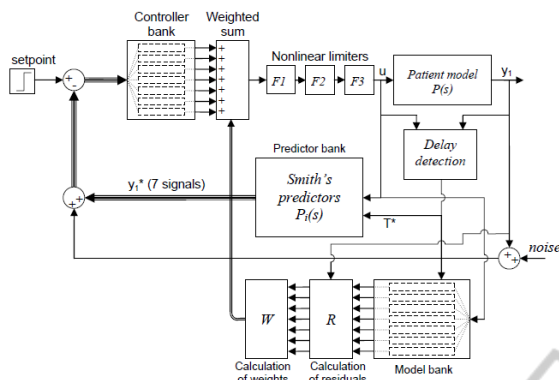 Controller
bank
Weighted
sum
setpoint
Nonlinear limiters
F1
F2
F3
u
Patient model
P(s)
y1
Delay
detection
Predictor bank
Smith's
predictors
Pi(s)
y1* (7 signals)
T*
noise
W
R
Calculation
of weights
Calculation
of residuals
Model bank